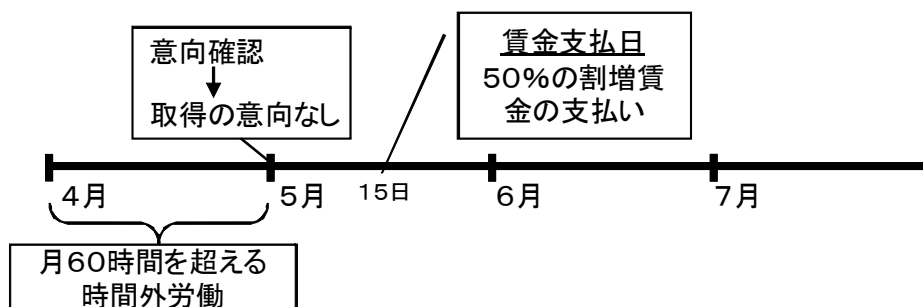 意向確認
取得の意向なし
賃金支払日
50%の割増賃
金の支払い
4月
5月
15日
6月
7月
月60時間を超える
時間外労働